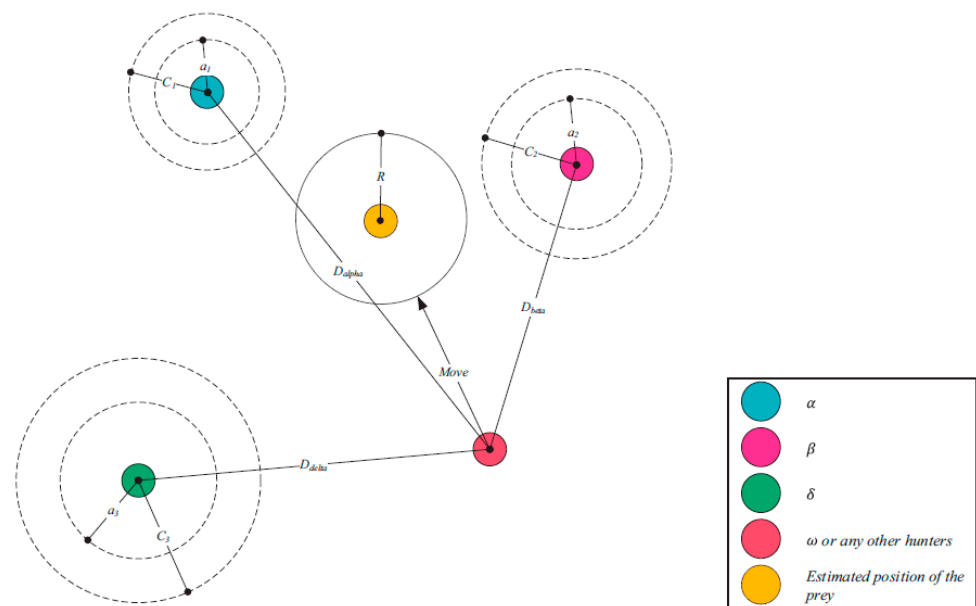 a1
C1
a2
C2
R
Dalpha
Dbeta
Move
Ddelta
a3
C3
α
β
δ
ω or any other hunters
Estimated position of the
prey